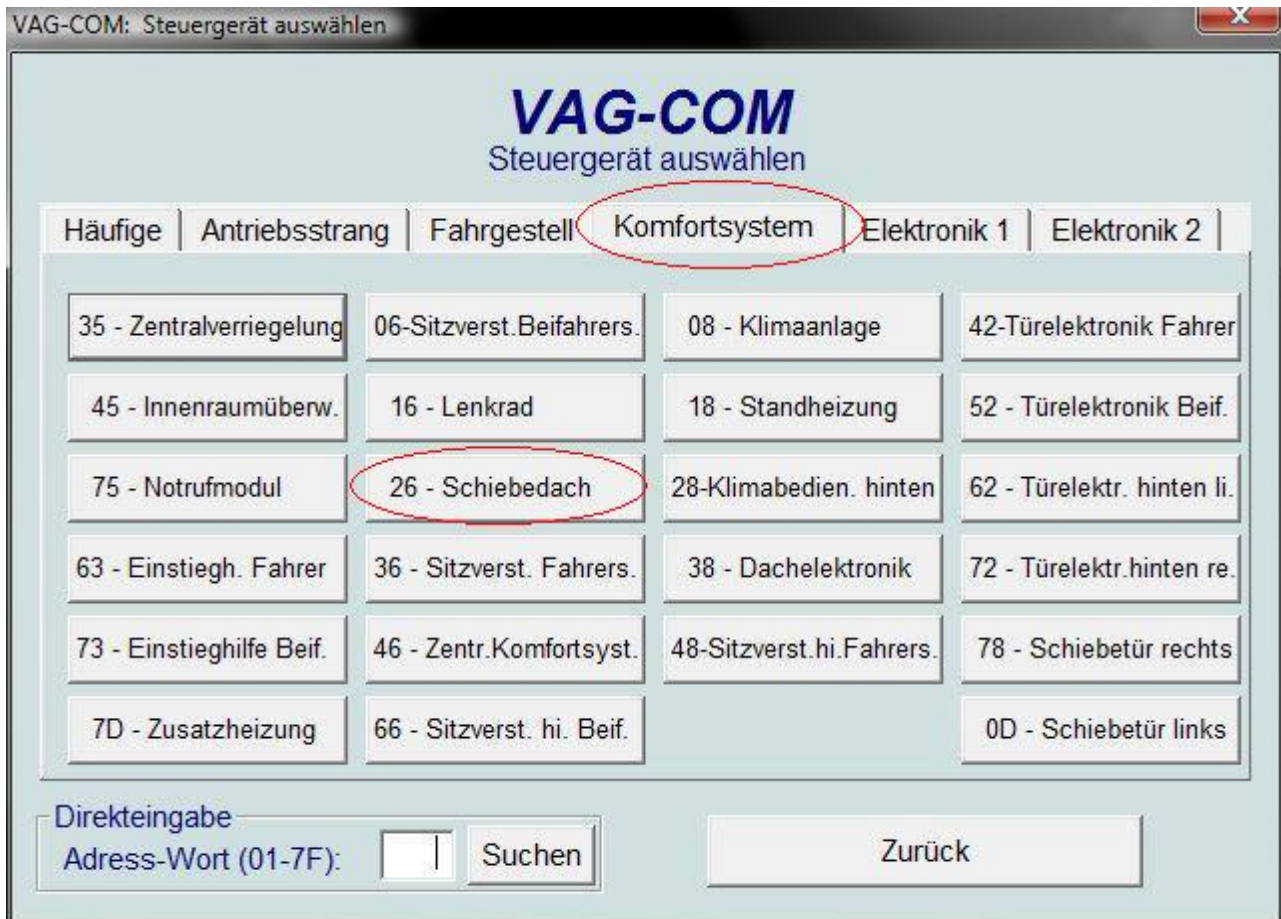 VAG-COM: Steuergerät auswählen
X
VAG-COM
Steuergerät auswählen
Häufige Antriebsstrang Fahrgestell Komfortsystem Elektronik 1 Elektronik 2
35 - Zentralverriegelung 06-Sitzverst.Beifahrers. 08 - Klimaanlage 42-Türelektronik Fahrer
45 - Innenraumüberw. 16 - Lenkrad 18 - Standheizung 52 - Türelektronik Beif.
75 - Notrufmodul 26 - Schiebedach 28-Klimabedien. hinten 62 - Türelektr. hinten li.
63 - Einstiegh. Fahrer 36 - Sitzverst. Fahrers. 38 - Dachelektronik 72 - Türelektr.hinten re.
73 - Einstieghilfe Beif. 46 - Zentr.Komfortsyst. 48-Sitzverst.hi.Fahrers. 78 - Schiebetür rechts
7D - Zusatzheizung 66 - Sitzverst. hi. Beif. 0D - Schiebetür links
Direkteingabe
Adress-Wort (01-7F): Suchen Zurück